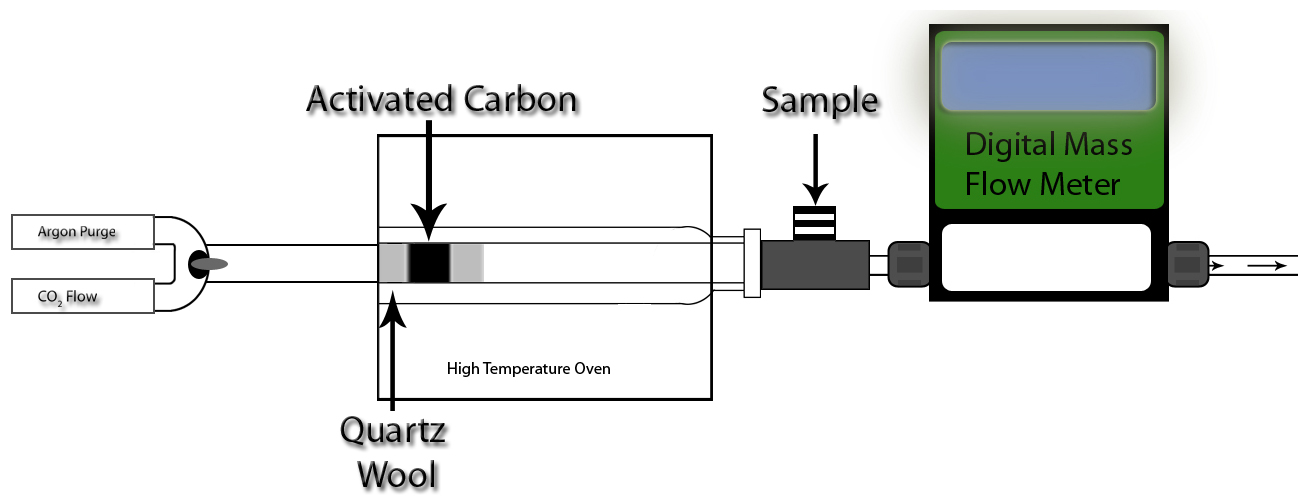 Activated Carbon
Sample
Digital Mass
Flow Meter
Argon Purge
CO₂ Flow
High Temperature Oven
Quartz
Wool